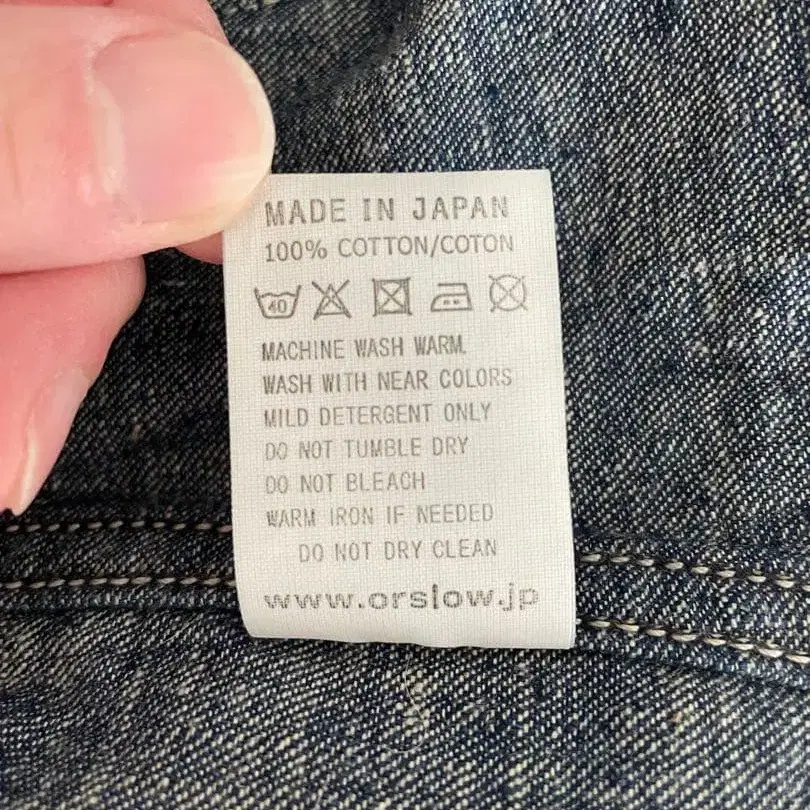 MADE IN JAPAN
100% COTTON/COTON
40
MACHINE WASH WARM.
WASH WITH NEAR COLORS
MILD DETERGENT ONLY
DO NOT TUMBLE DRY
DO NOT BLEACH
WARM IRON IF NEEDED
DO NOT DRY CLEAN
www.orslow.jp